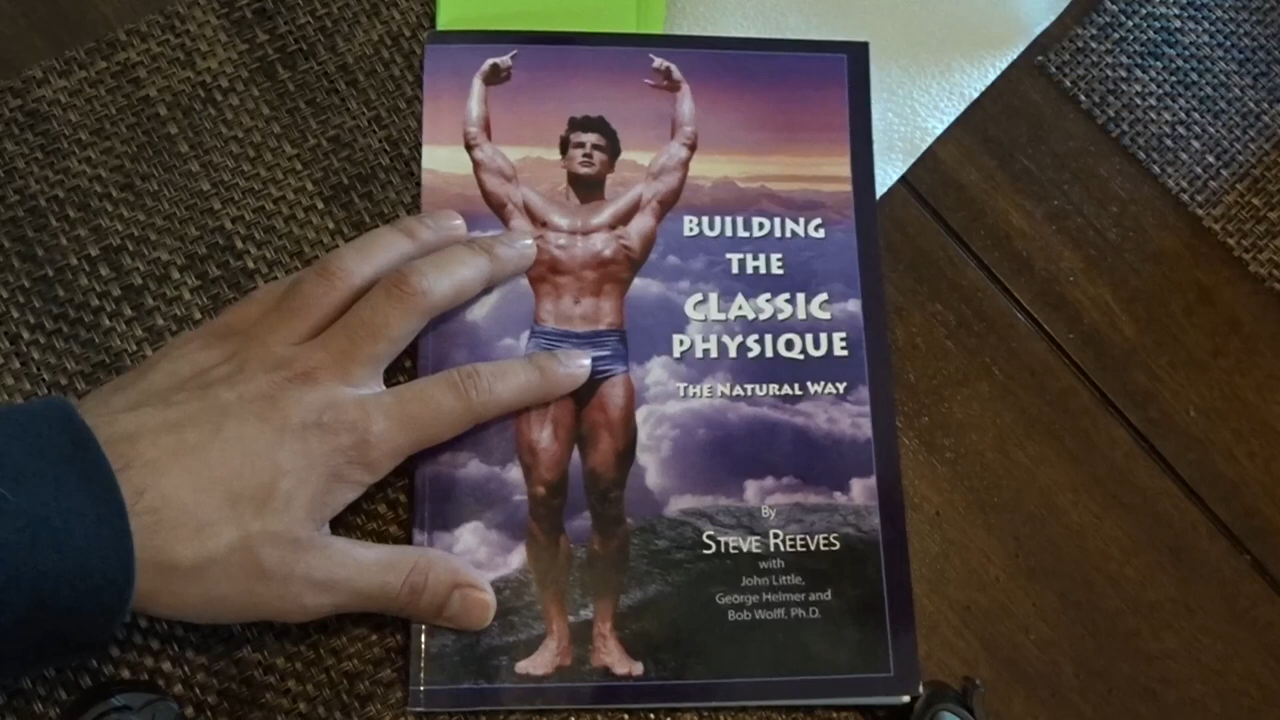 BUILDING
THE
CLASSIC
PHYSIQUE
THE NATURAL WAY
By
STEVE REEVES
with
John Little,
George Helmer and
Bob Wolff, Ph.D.